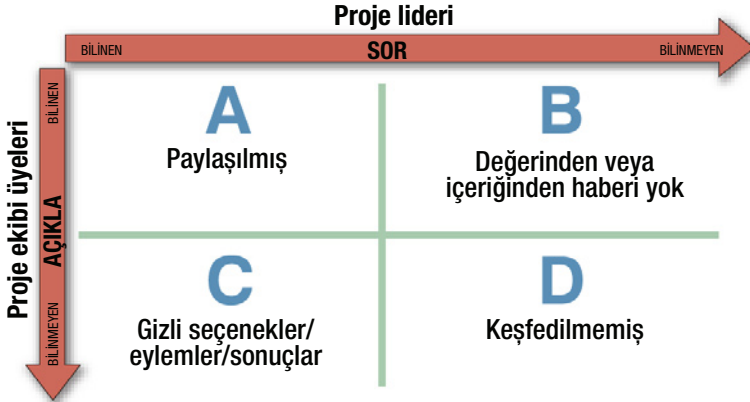 Proje lideri
BİLİNEN
SOR
BİLİNMEYEN
Proje ekibi üyeleri
BİLİNEN
AÇIKLA
BİLİNMEYEN
A
Paylaşılmış
B
Değerinden veya
içeriğinden haberi yok
C
Gizli seçenekler/
eylemler/sonuçlar
D
Keşfedilmemiş